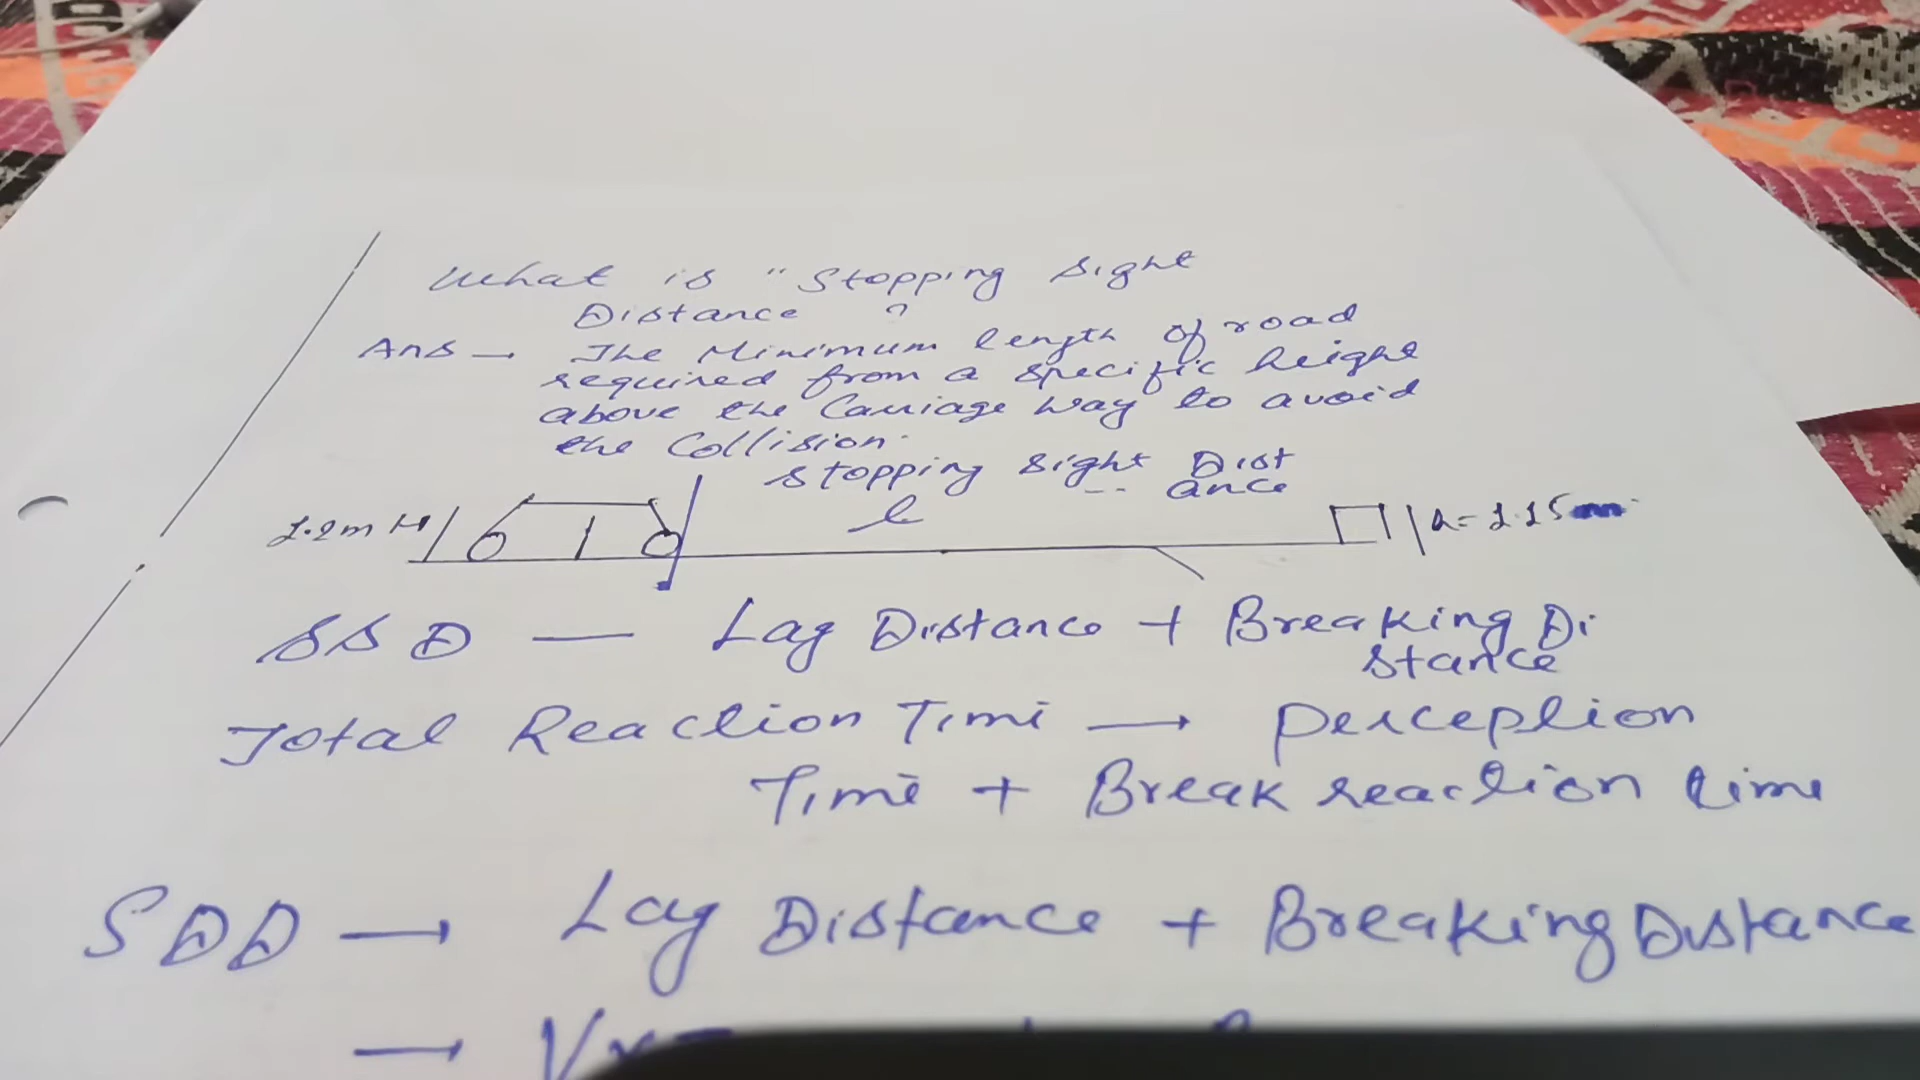 What is "Stopping Sight
Distance ?
Ans → The Minimum length of road
required from a specific height
above the Carriage way to avoid
the Collision.
Stopping Sight Dist
ance
1.2m H
l
h = 1.15
SSD — Lag Distance + Breaking Di
stance
Total Reaction Time → Perception
Time + Break reaction time
SDD → Lag Distance + Breaking Distance
→ V